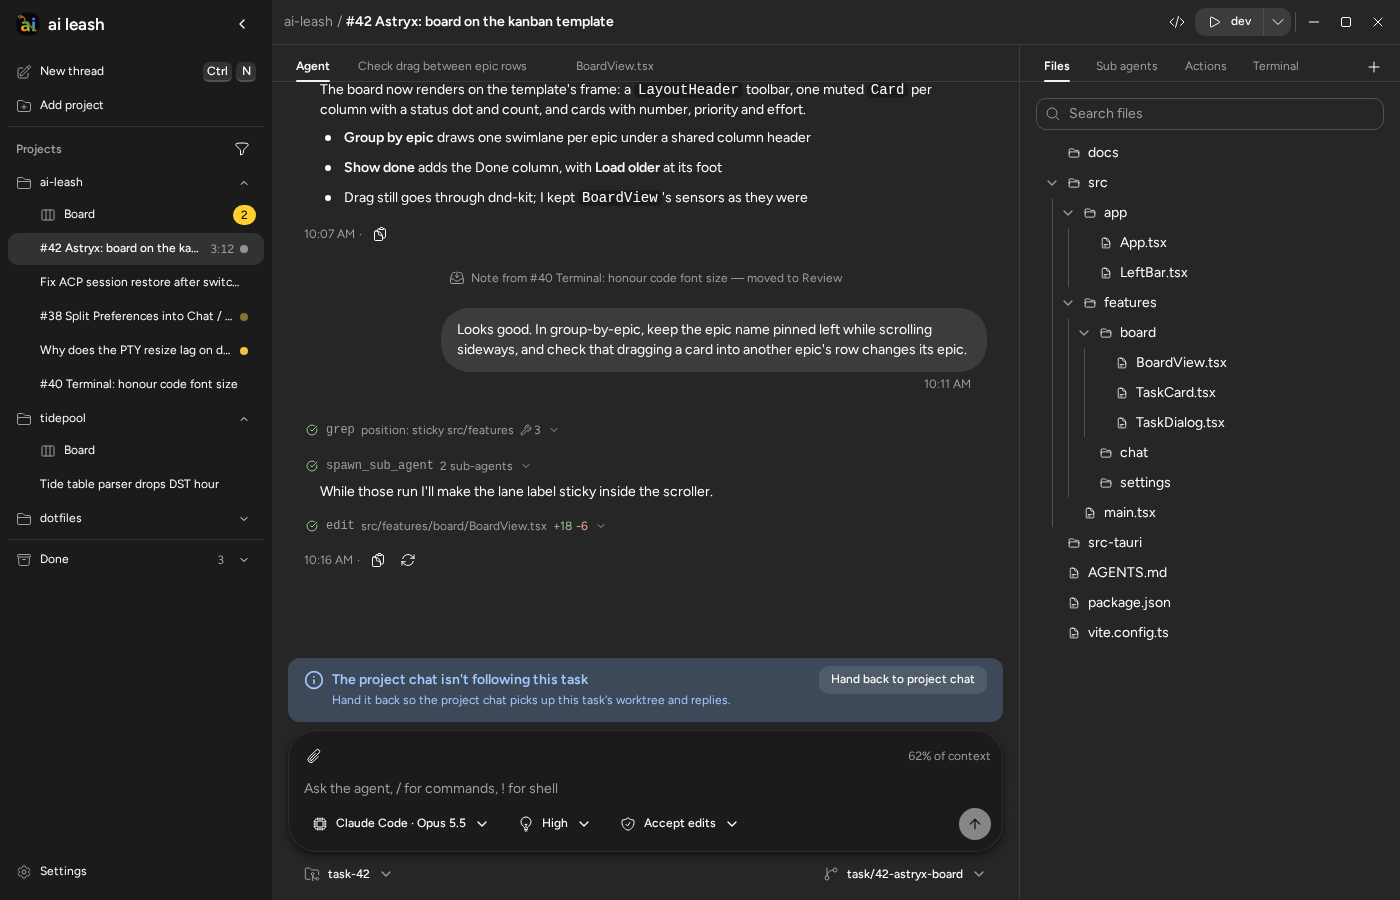 ai leash
New thread
Ctrl N
Add project
Projects
ai-leash
Board
2
#42 Astryx: board on the ka...
3:12
Fix ACP session restore after switc...
#38 Split Preferences into Chat / ...
Why does the PTY resize lag on d...
#40 Terminal: honour code font size
tidepool
Board
Tide table parser drops DST hour
dotfiles
Done
3
Settings
ai-leash / #42 Astryx: board on the kanban template
dev
Agent
Check drag between epic rows
BoardView.tsx
The board now renders on the template's frame: a LayoutHeader toolbar, one muted Card per
column with a status dot and count, and cards with number, priority and effort.
Group by epic draws one swimlane per epic under a shared column header
Show done adds the Done column, with Load older at its foot
Drag still goes through dnd-kit; I kept BoardView's sensors as they were
10:07 AM ·
Note from #40 Terminal: honour code font size — moved to Review
Looks good. In group-by-epic, keep the epic name pinned left while scrolling
sideways, and check that dragging a card into another epic's row changes its epic.
10:11 AM
grep position: sticky src/features 3
spawn_sub_agent 2 sub-agents
While those run I'll make the lane label sticky inside the scroller.
edit src/features/board/BoardView.tsx +18 -6
10:16 AM ·
The project chat isn't following this task
Hand it back so the project chat picks up this task's worktree and replies.
Hand back to project chat
62% of context
Ask the agent, / for commands, ! for shell
Claude Code · Opus 5.5
High
Accept edits
task-42
task/42-astryx-board
Files
Sub agents
Actions
Terminal
Search files
docs
src
app
App.tsx
LeftBar.tsx
features
board
BoardView.tsx
TaskCard.tsx
TaskDialog.tsx
chat
settings
main.tsx
src-tauri
AGENTS.md
package.json
vite.config.ts